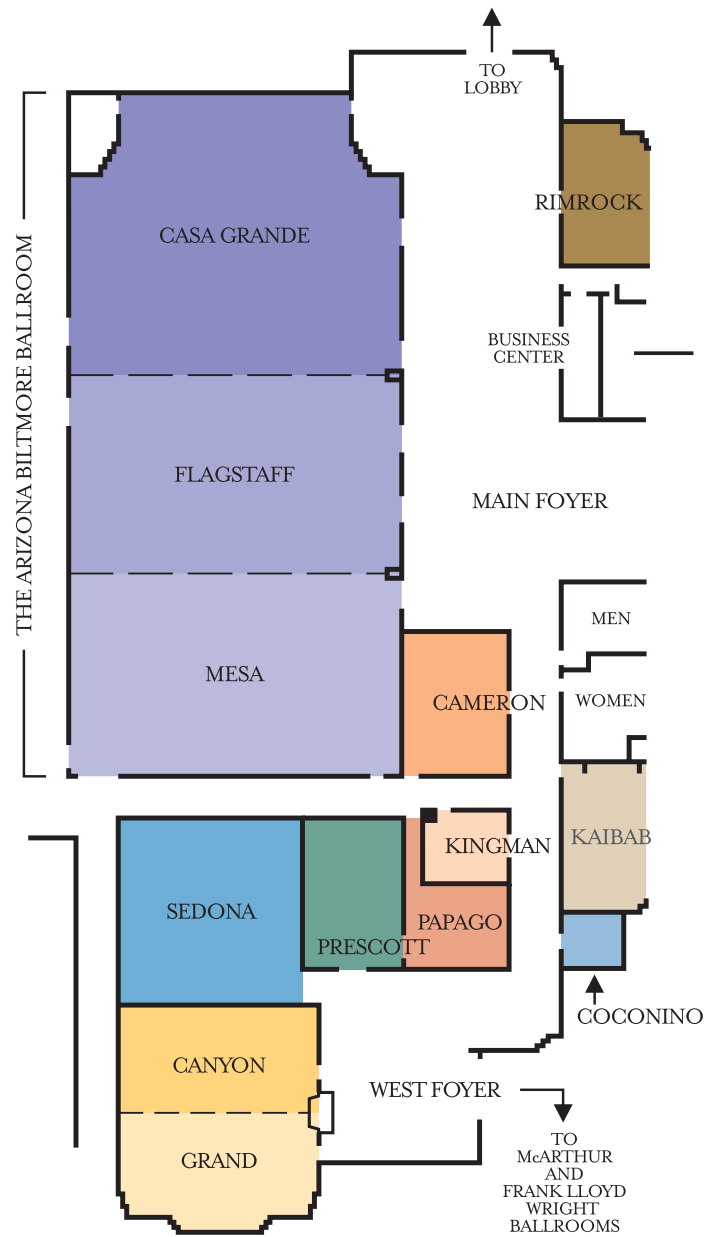 TO
LOBBY
RIMROCK
CASA GRANDE
THE ARIZONA BILTMORE BALLROOM
BUSINESS
CENTER
FLAGSTAFF
MAIN FOYER
MEN
MESA
CAMERON
WOMEN
KINGMAN
KAIBAB
SEDONA
PAPAGO
PRESCOTT
COCONINO
CANYON
WEST FOYER
GRAND
TO
McARTHUR
AND
FRANK LLOYD
WRIGHT
BALLROOMS